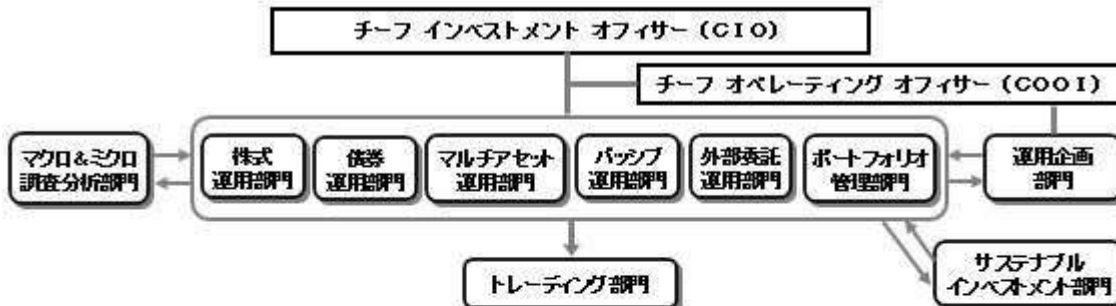 チーフ インベストメント オフィサー (CIO)
チーフ オペレーティング オフィサー (COOI)
マクロ&ミクロ
調査分析部門
株式
運用部門
債券
運用部門
マルチアセット
運用部門
パッシブ
運用部門
外部委託
運用部門
ポートフォリオ
管理部門
運用企画
部門
トレーディング部門
サステナブル
インベストメント部門